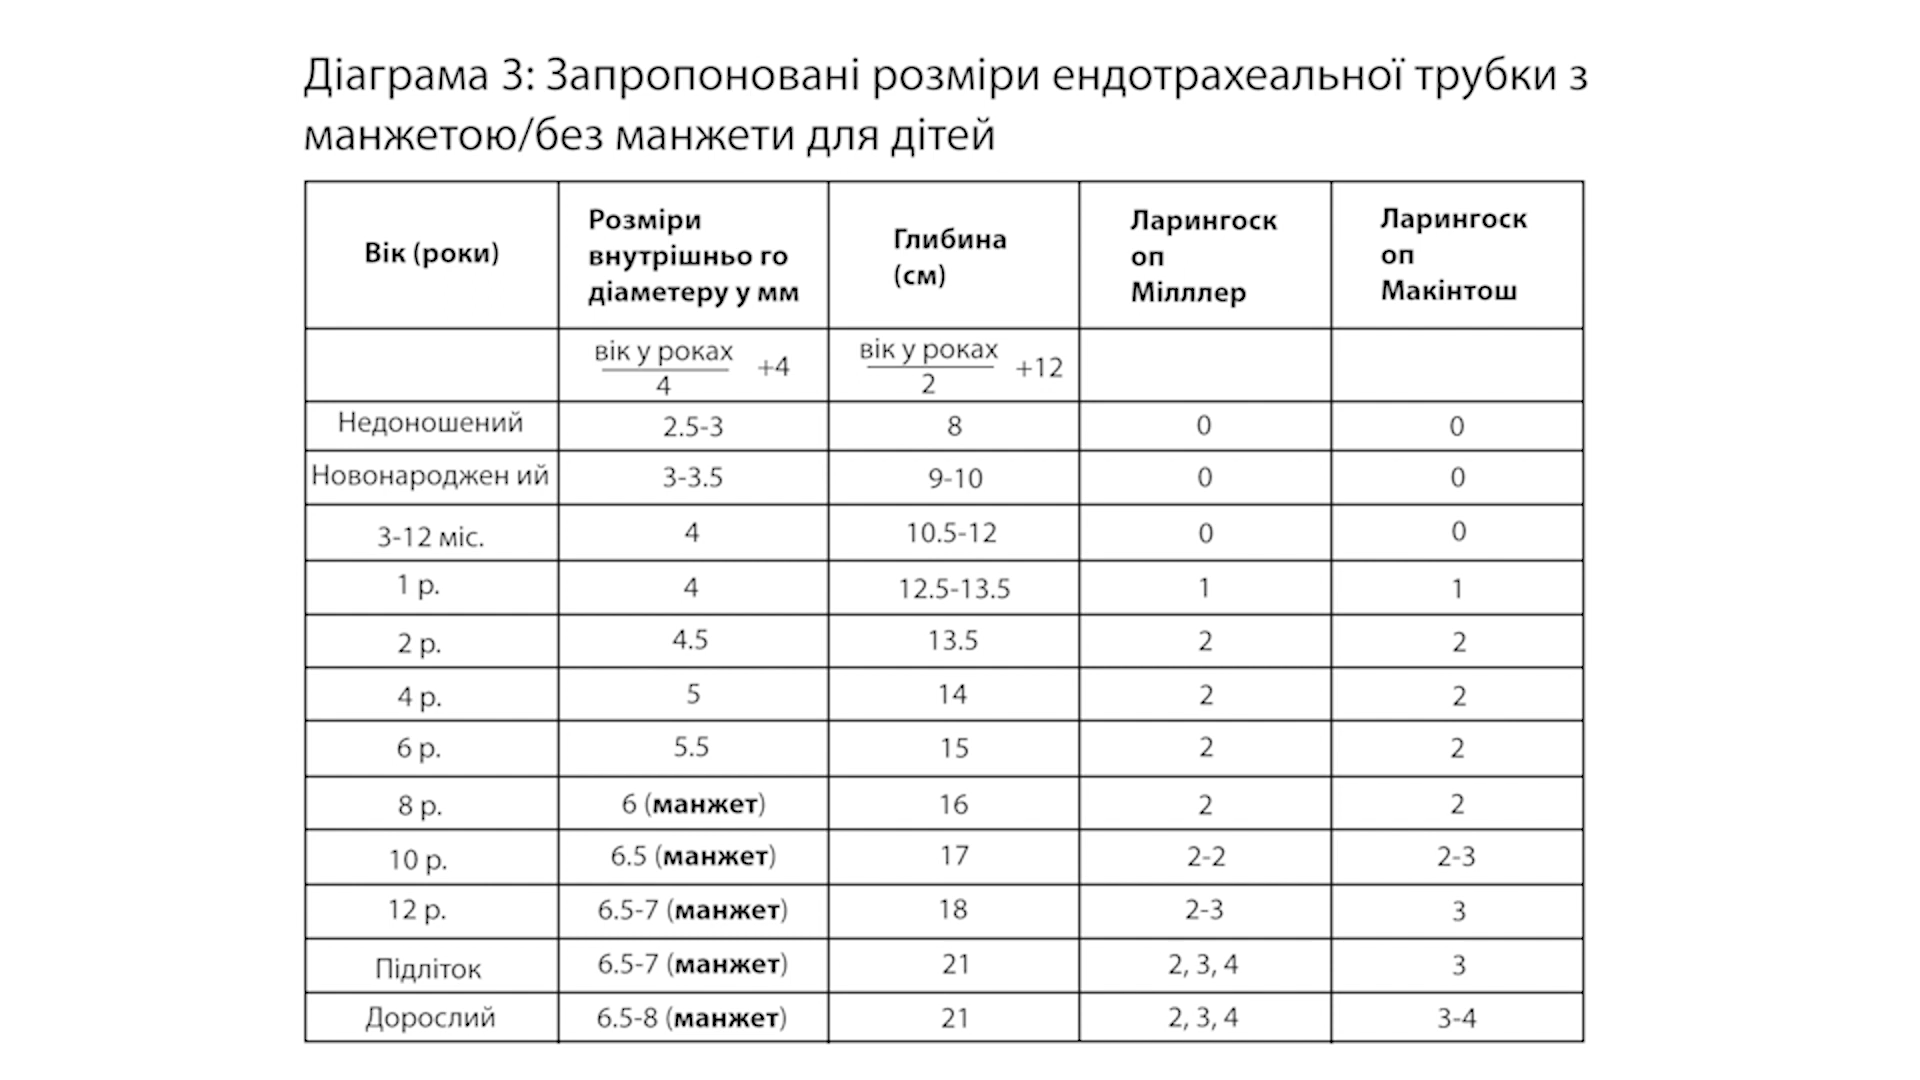 Діаграма 3: Запропоновані розміри ендотрахеальної трубки з
манжетою/без манжети для дітей
Вік (роки)
Розміри
внутрішньо го
діаметеру у мм
Глибина
(см)
Ларингоск
оп
Мілллер
Ларингоск
оп
Макінтош
вік у роках
4
+4
вік у роках
2
+12
Недоношений 2.5-3 8 0 0
Новонароджен ий 3-3.5 9-10 0 0
3-12 міс. 4 10.5-12 0 0
1 р. 4 12.5-13.5 1 1
2 р. 4.5 13.5 2 2
4 р. 5 14 2 2
6 р. 5.5 15 2 2
8 р. 6 (манжет) 16 2 2
10 р. 6.5 (манжет) 17 2-2 2-3
12 р. 6.5-7 (манжет) 18 2-3 3
Підліток 6.5-7 (манжет) 21 2, 3, 4 3
Дорослий 6.5-8 (манжет) 21 2, 3, 4 3-4